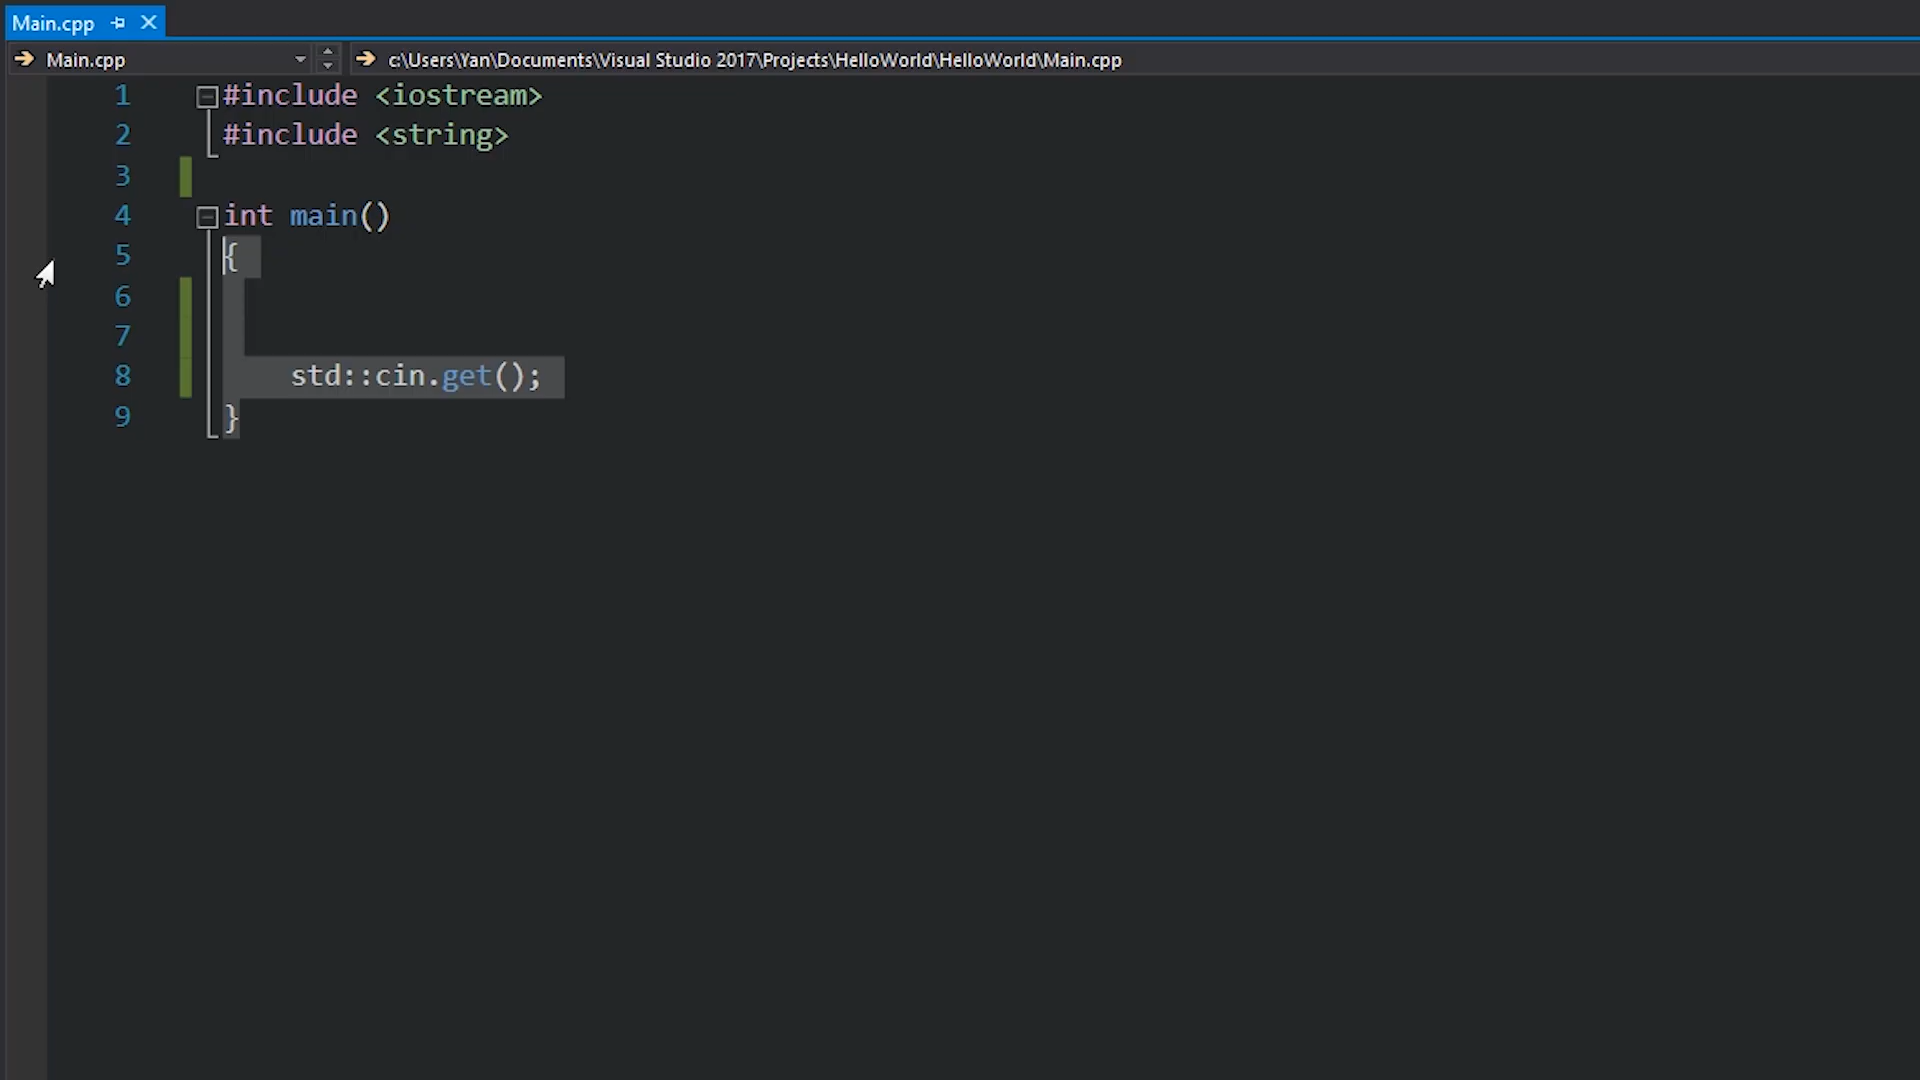 Main.cpp
Main.cpp c:\Users\Yan\Documents\Visual Studio 2017\Projects\HelloWorld\HelloWorld\Main.cpp
1 #include <iostream>
2 #include <string>
3
4 int main()
5 {
6
7
8 std::cin.get();
9 }